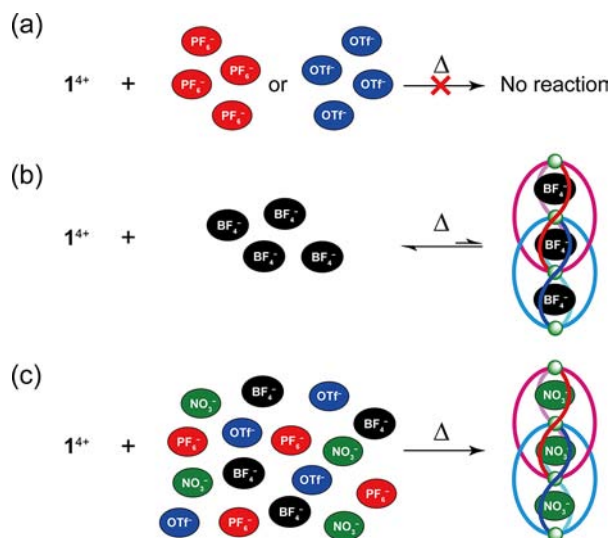 (a)
1⁴⁺ + PF₆⁻ PF₆⁻ PF₆⁻ PF₆⁻ or OTf⁻ OTf⁻ OTf⁻ OTf⁻ Δ No reaction
(b)
1⁴⁺ + BF₄⁻ BF₄⁻ BF₄⁻ BF₄⁻ Δ
BF₄⁻
BF₄⁻
BF₄⁻
(c)
1⁴⁺ + Δ
NO₃⁻ BF₄⁻ OTf⁻
PF₆⁻ OTf⁻ PF₆⁻ NO₃⁻ BF₄⁻
NO₃⁻ BF₄⁻ OTf⁻ PF₆⁻
OTf⁻ PF₆⁻ BF₄⁻ NO₃⁻
NO₃⁻
NO₃⁻
NO₃⁻